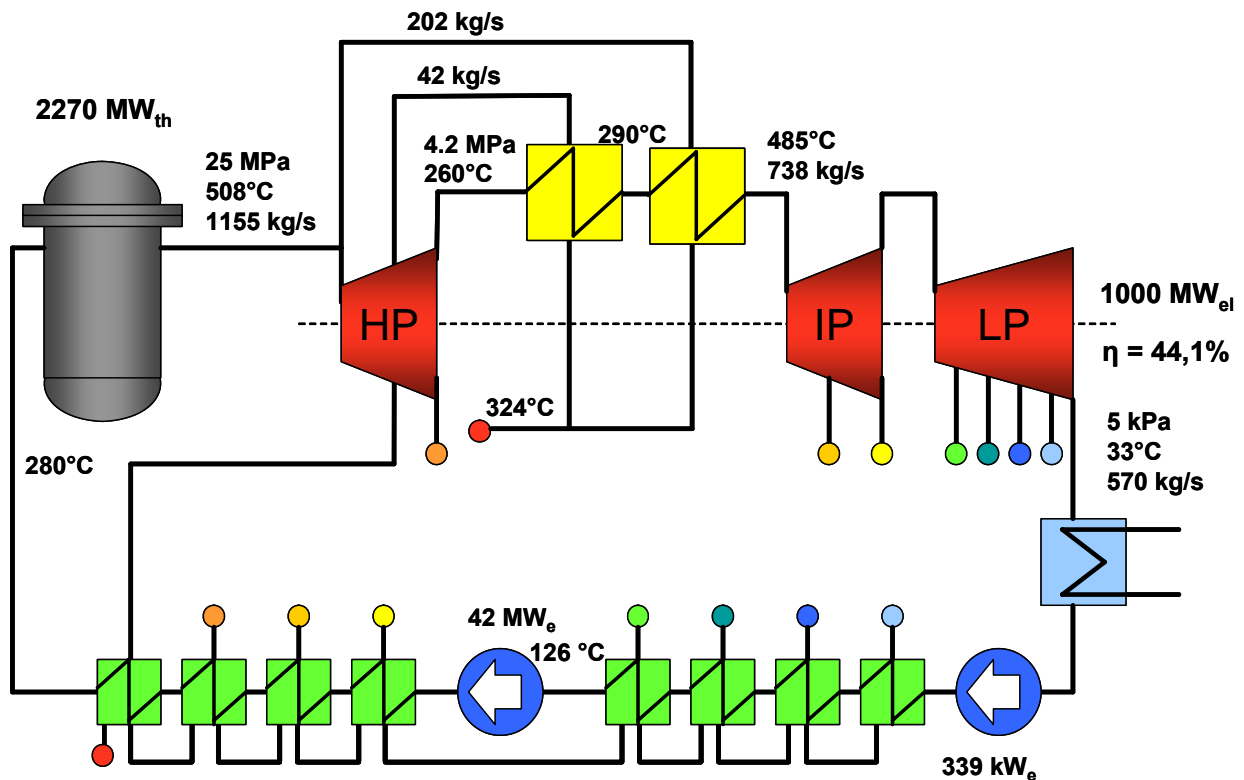 202 kg/s
42 kg/s
2270 MWth
25 MPa
508°C
1155 kg/s
4.2 MPa
260°C
290°C
485°C
738 kg/s
HP
IP
LP
1000 MWel
η = 44,1%
324°C
5 kPa
33°C
570 kg/s
280°C
42 MWe
126 °C
339 kWe